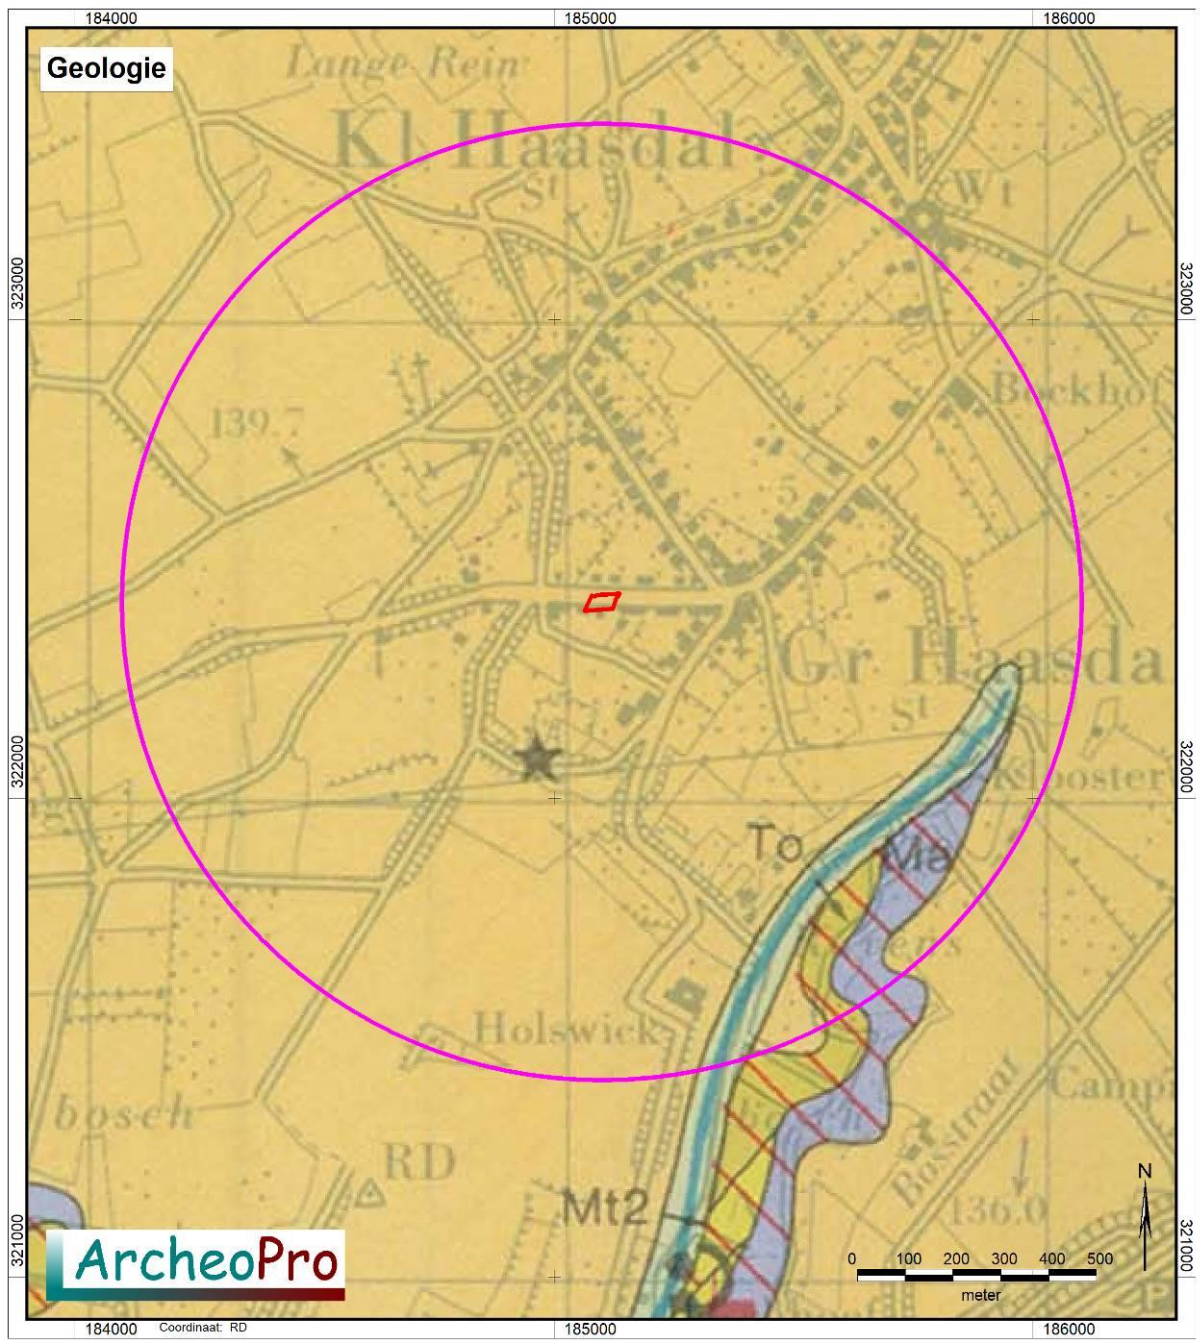 184000 185000 186000
Geologie
Lange Rein
Kl Haasdal
St
Wt
323000 323000
Bockhof
139.7
5
Gr Haasda
St
322000 322000
Klooster
To
Ma
Holswick
bosch
Campi
RD
Bosstraat
Mt2
136.0
N
321000 321000
ArcheoPro
0 100 200 300 400 500
meter
184000 Coordinaat: RD 185000 186000